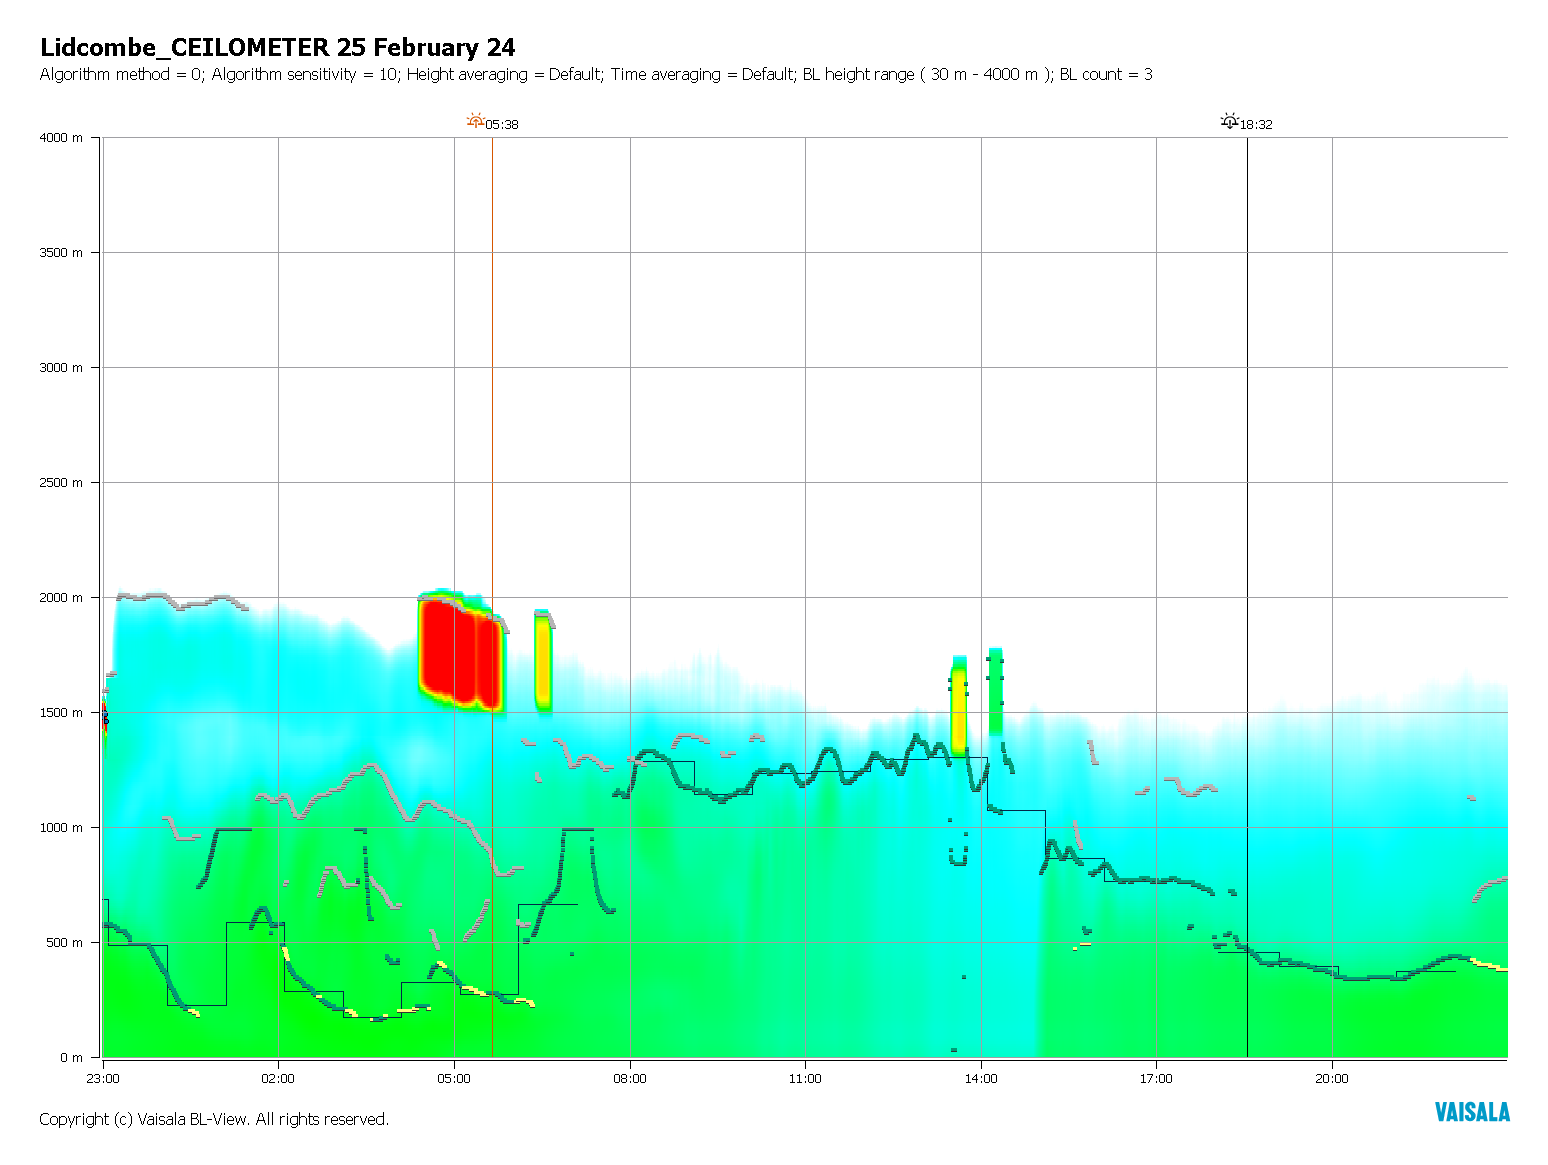 Lidcombe_CEILOMETER 25 February 24
Algorithm method = 0; Algorithm sensitivity = 10; Height averaging = Default; Time averaging = Default; BL height range ( 30 m - 4000 m ); BL count = 3
05:38
18:32
4000 m
3500 m
3000 m
2500 m
2000 m
1500 m
1000 m
500 m
0 m
23:00 02:00 05:00 08:00 11:00 14:00 17:00 20:00
Copyright (c) Vaisala BL-View. All rights reserved.
VAISALA